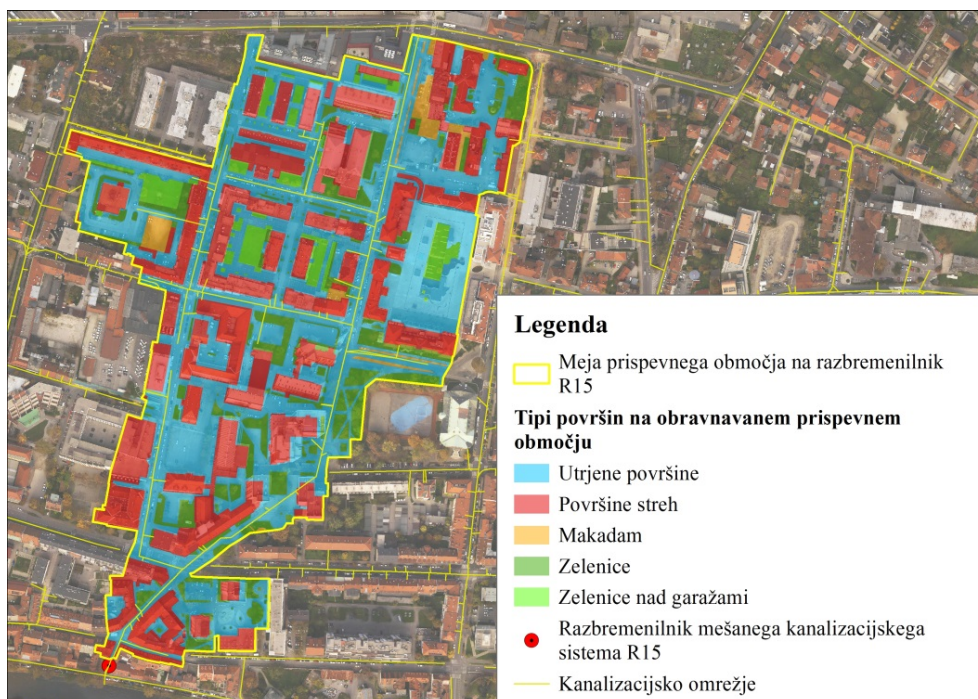 Legenda
Meja prispevnega območja na razbremenilnik
R15
Tipi površin na obravnavanem prispevnem
območju
Utrjene površine
Površine streh
Makadam
Zelenice
Zelenice nad garažami
Razbremenilnik mešanega kanalizacijskega
sistema R15
Kanalizacijsko omrežje